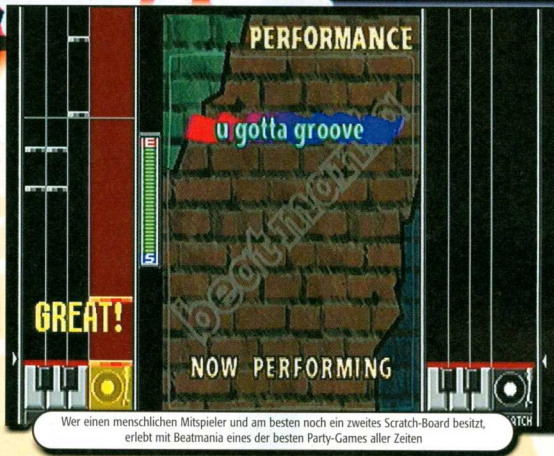 PERFORMANCE
u gotta groove
beatmania
E
S
GREAT!
NOW PERFORMING
Wer einen menschlichen Mitspieler und am besten noch ein zweites Scratch-Board besitzt,
erlebt mit Beatmania eines der besten Party-Games aller Zeiten